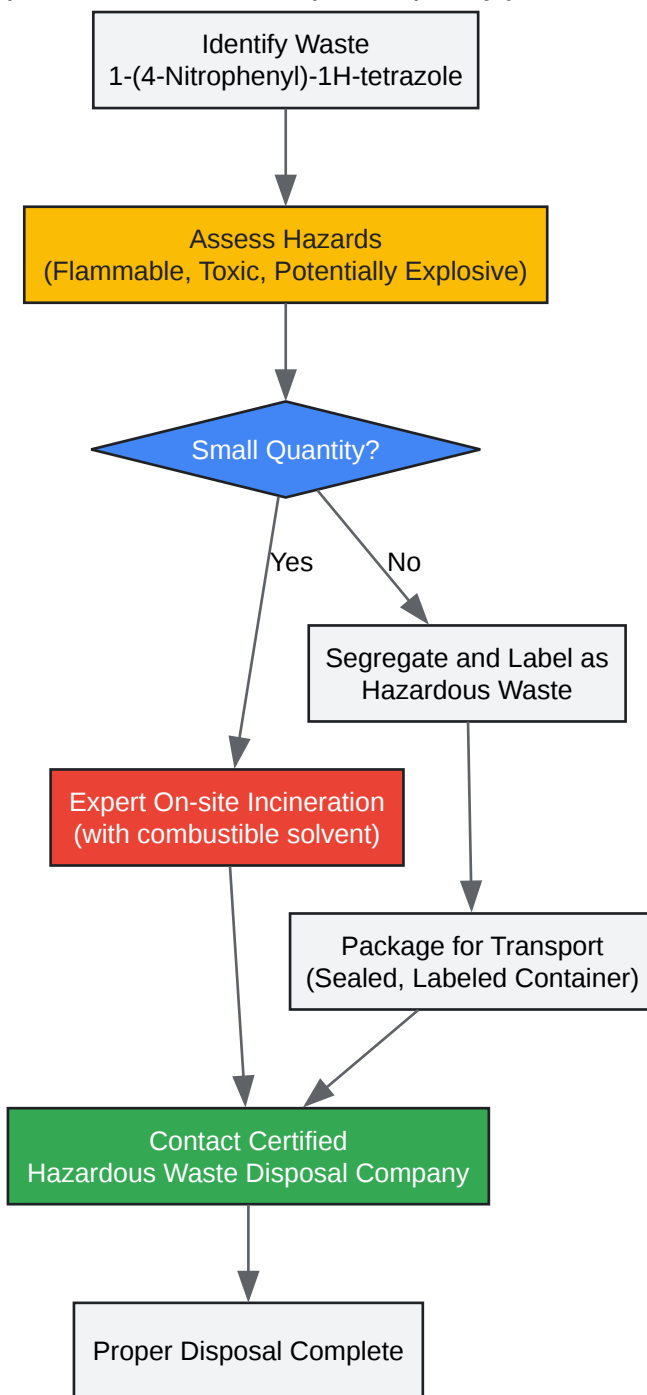 Identify Waste
1-(4-Nitrophenyl)-1H-tetrazole
Assess Hazards
(Flammable, Toxic, Potentially Explosive)
Small Quantity?
Yes
No
Segregate and Label as
Hazardous Waste
Expert On-site Incineration
(with combustible solvent)
Package for Transport
(Sealed, Labeled Container)
Contact Certified
Hazardous Waste Disposal Company
Proper Disposal Complete